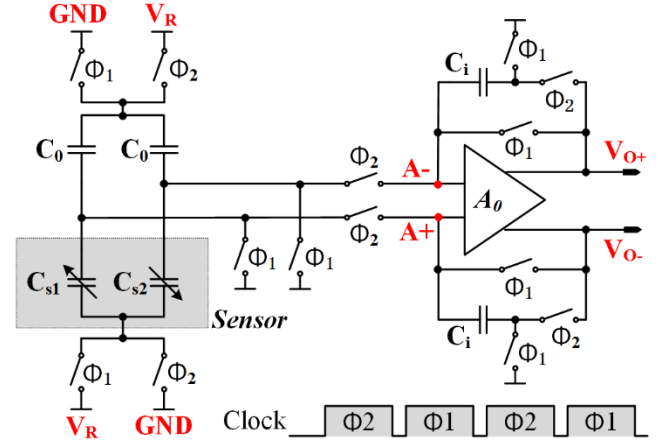 GND V_R
Φ1 Φ2
Φ1
C_i
Φ2
C_0 C_0
Φ2 Φ1 V_O+
A-
A_0
A+
Φ2
Φ1 Φ1
V_O-
C_s1 C_s2
Φ1
Sensor
C_i Φ2
Φ1 Φ2 Φ1
V_R GND
Clock Φ2 Φ1 Φ2 Φ1